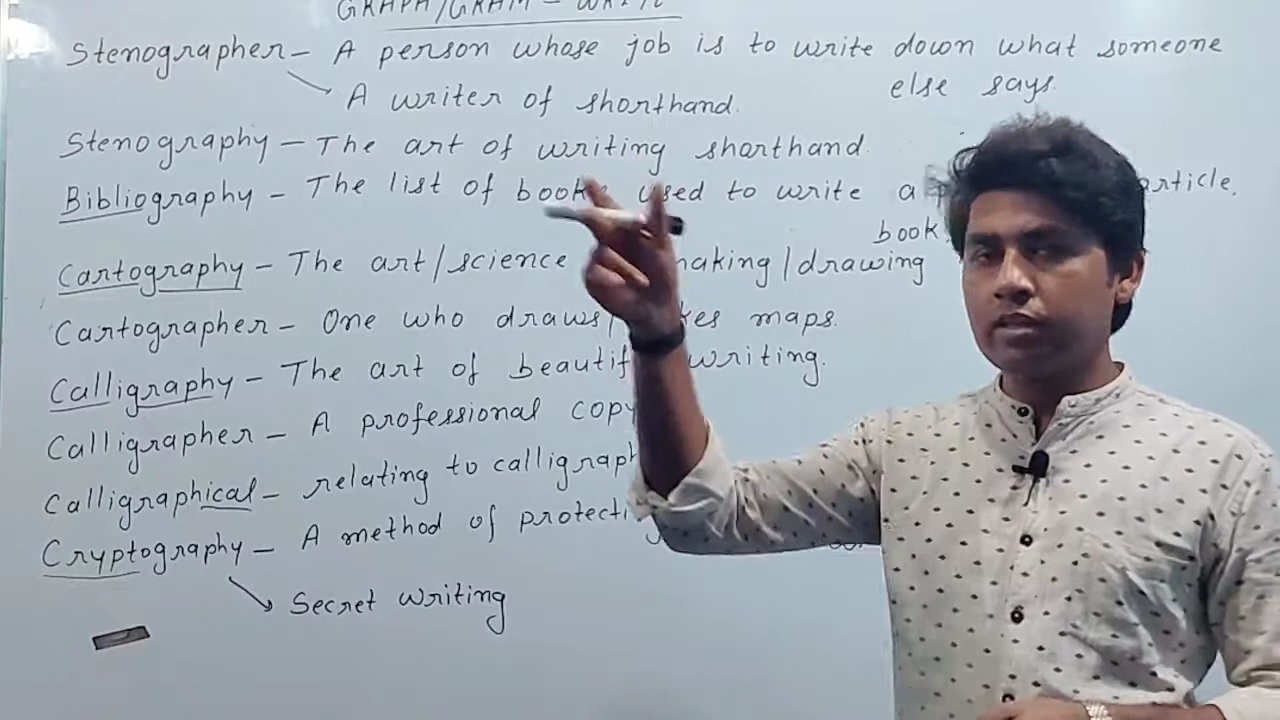 GRAPH/GRAM - WRITE
Stenographer - A person whose job is to write down what someone
else says.
A writer of shorthand.
Stenography - The art of writing shorthand.
Bibliography - The list of books used to write a article,
book.
Cartography - The art/science making/drawing
Cartographer - One who draws/ maps.
Calligraphy - The art of writing.
Calligrapher - A professional
Calligraphical - relating to
Cryptography - A method of
Secret writing